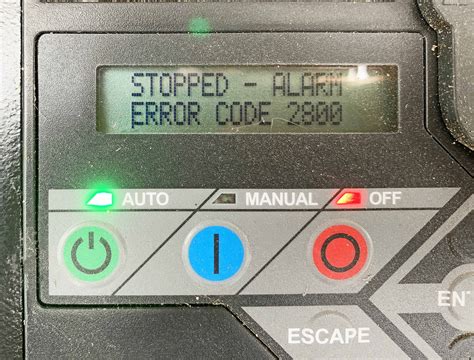 STOPPED - ALARM
ERROR CODE 2800
AUTO
MANUAL
OFF
ESCAPE